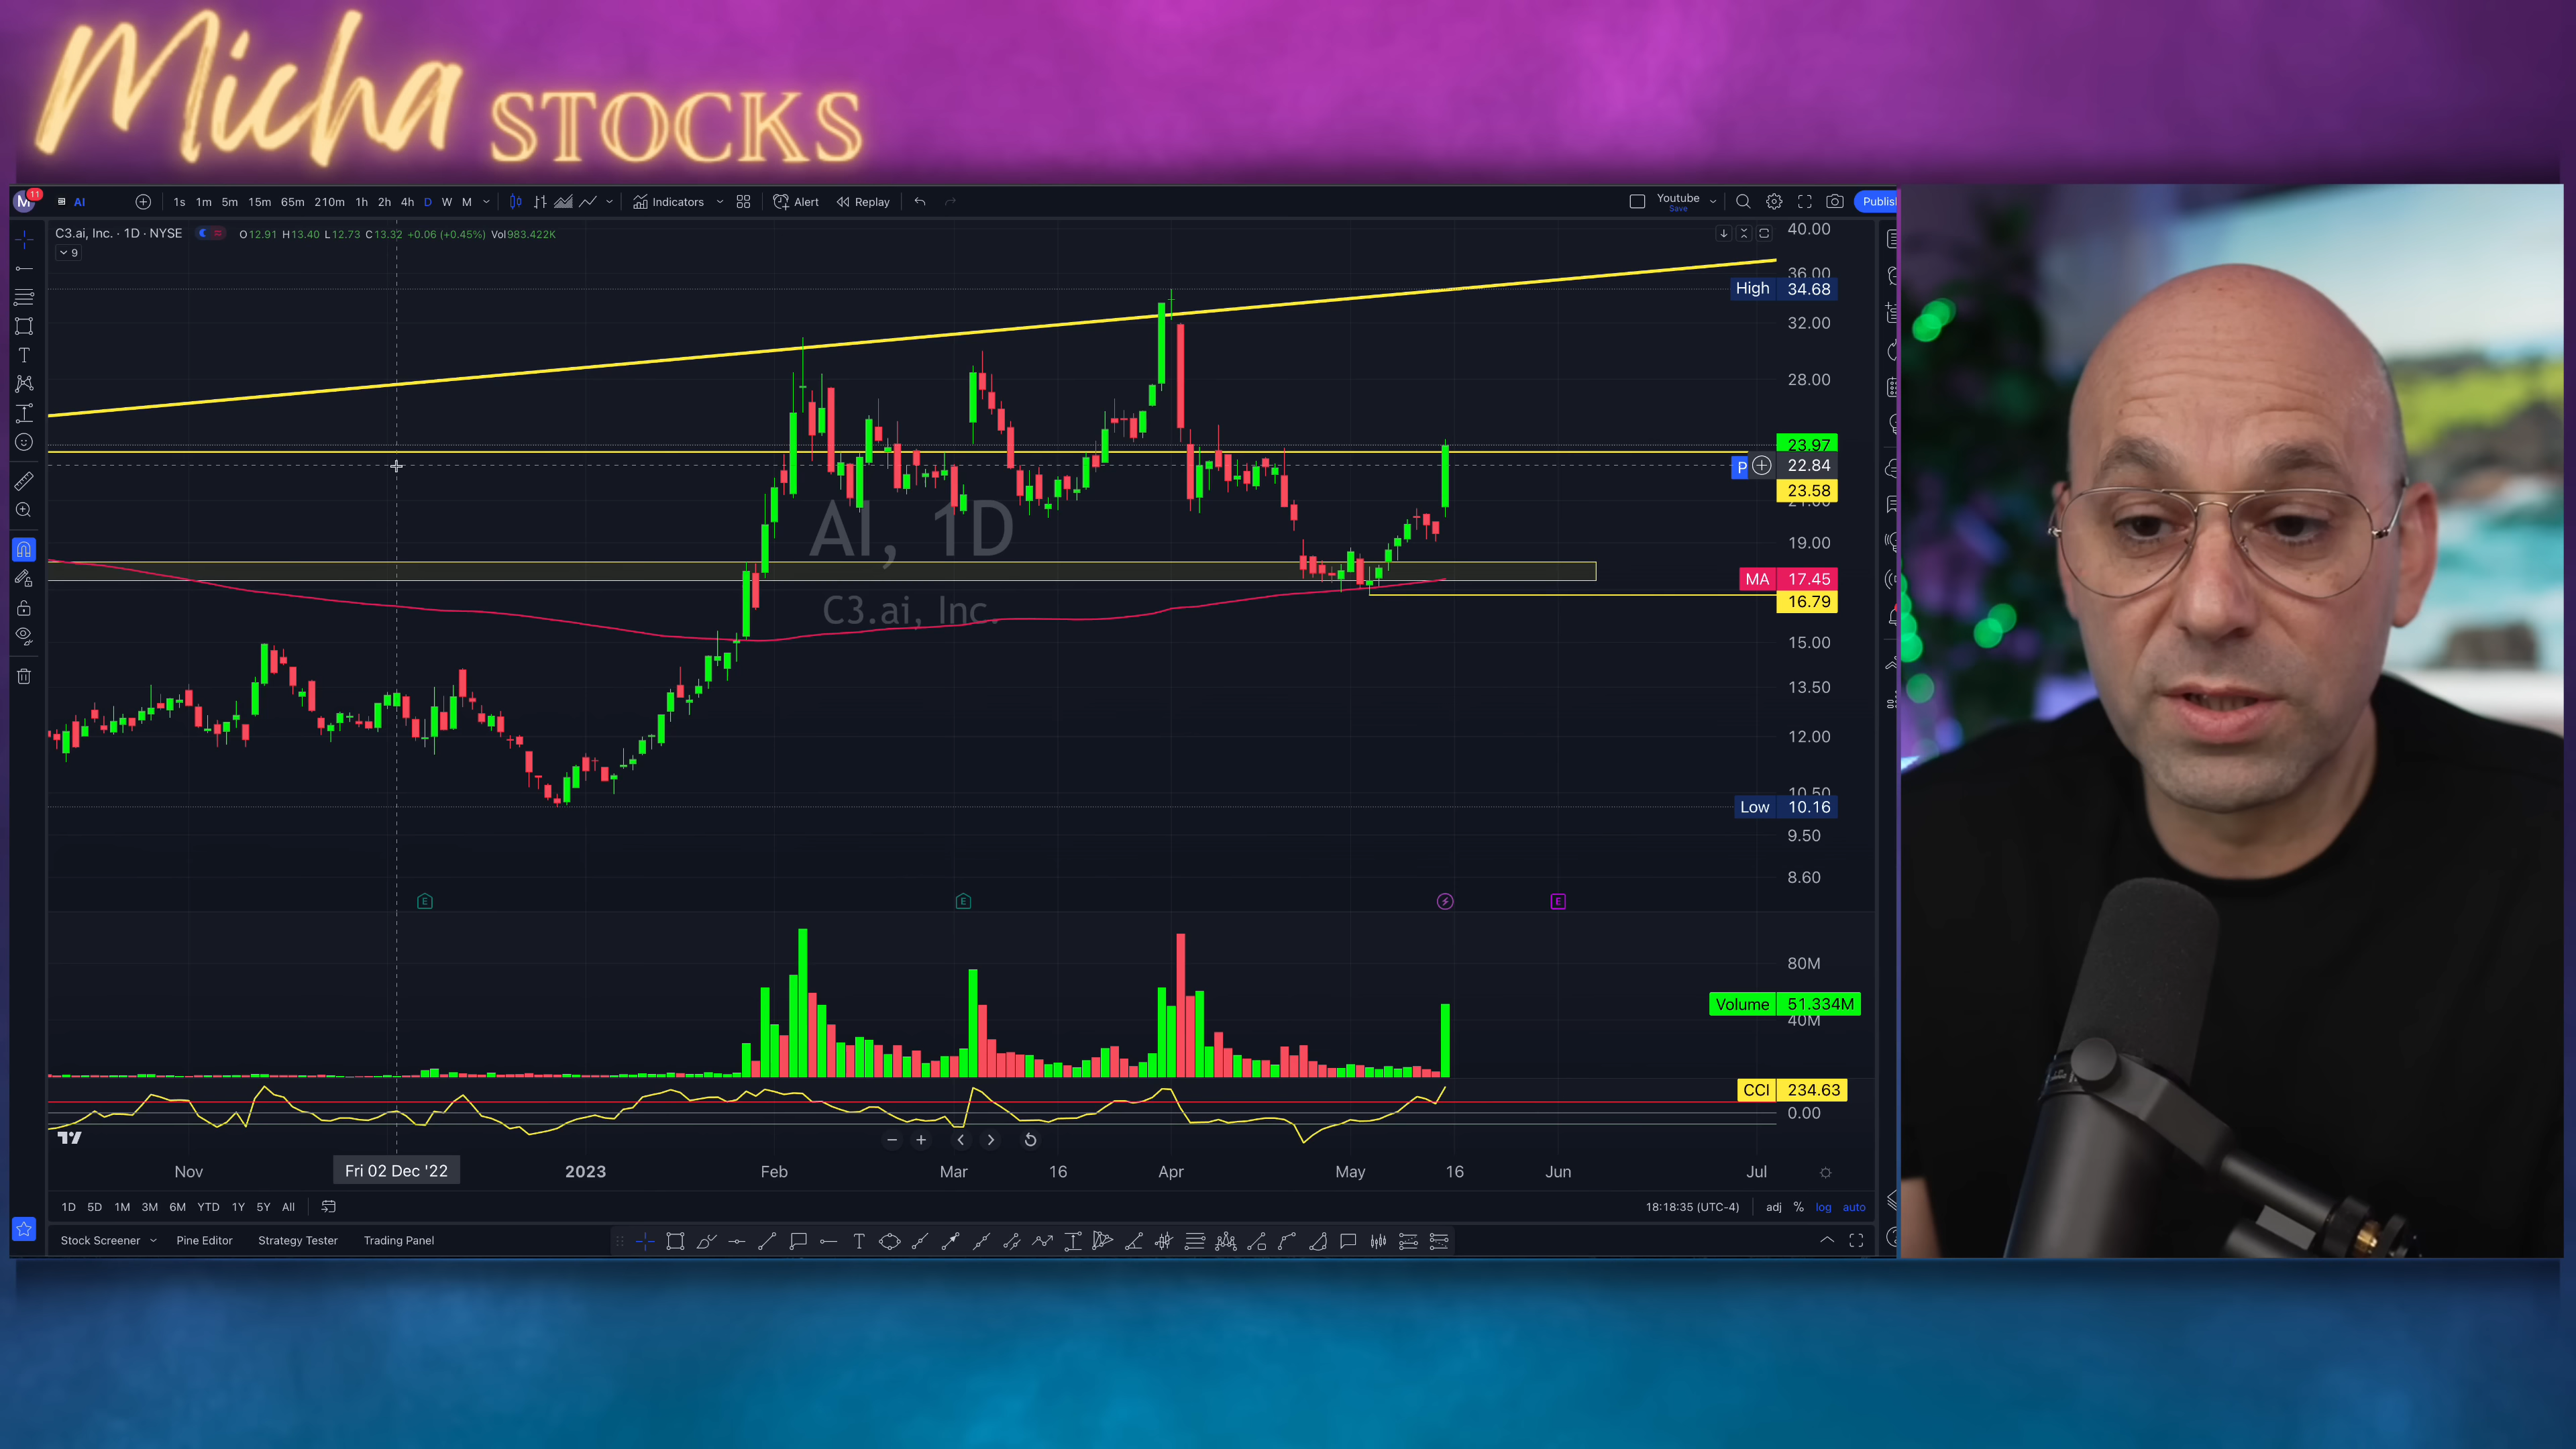 Micha STOCKS
M 11 AI 1s 1m 5m 15m 65m 210m 1h 2h 4h D W M Indicators Alert Replay Youtube Save Publish
C3.ai, Inc. · 1D · NYSE O12.91 H13.40 L12.73 C13.32 +0.06 (+0.45%) Vol983.422K
9
40.00
36.00
High 34.68
32.00
28.00
23.97
P 22.84
23.58
AI, 1D
19.00
MA 17.45
16.79
C3.ai, Inc.
15.00
13.50
12.00
10.50
Low 10.16
9.50
8.60
E E E
80M
Volume 51.334M
40M
CCI 234.63
0.00
Nov Fri 02 Dec '22 2023 Feb Mar 16 Apr May 16 Jun Jul
1D 5D 1M 3M 6M YTD 1Y 5Y All 18:18:35 (UTC-4) adj % log auto
Stock Screener Pine Editor Strategy Tester Trading Panel